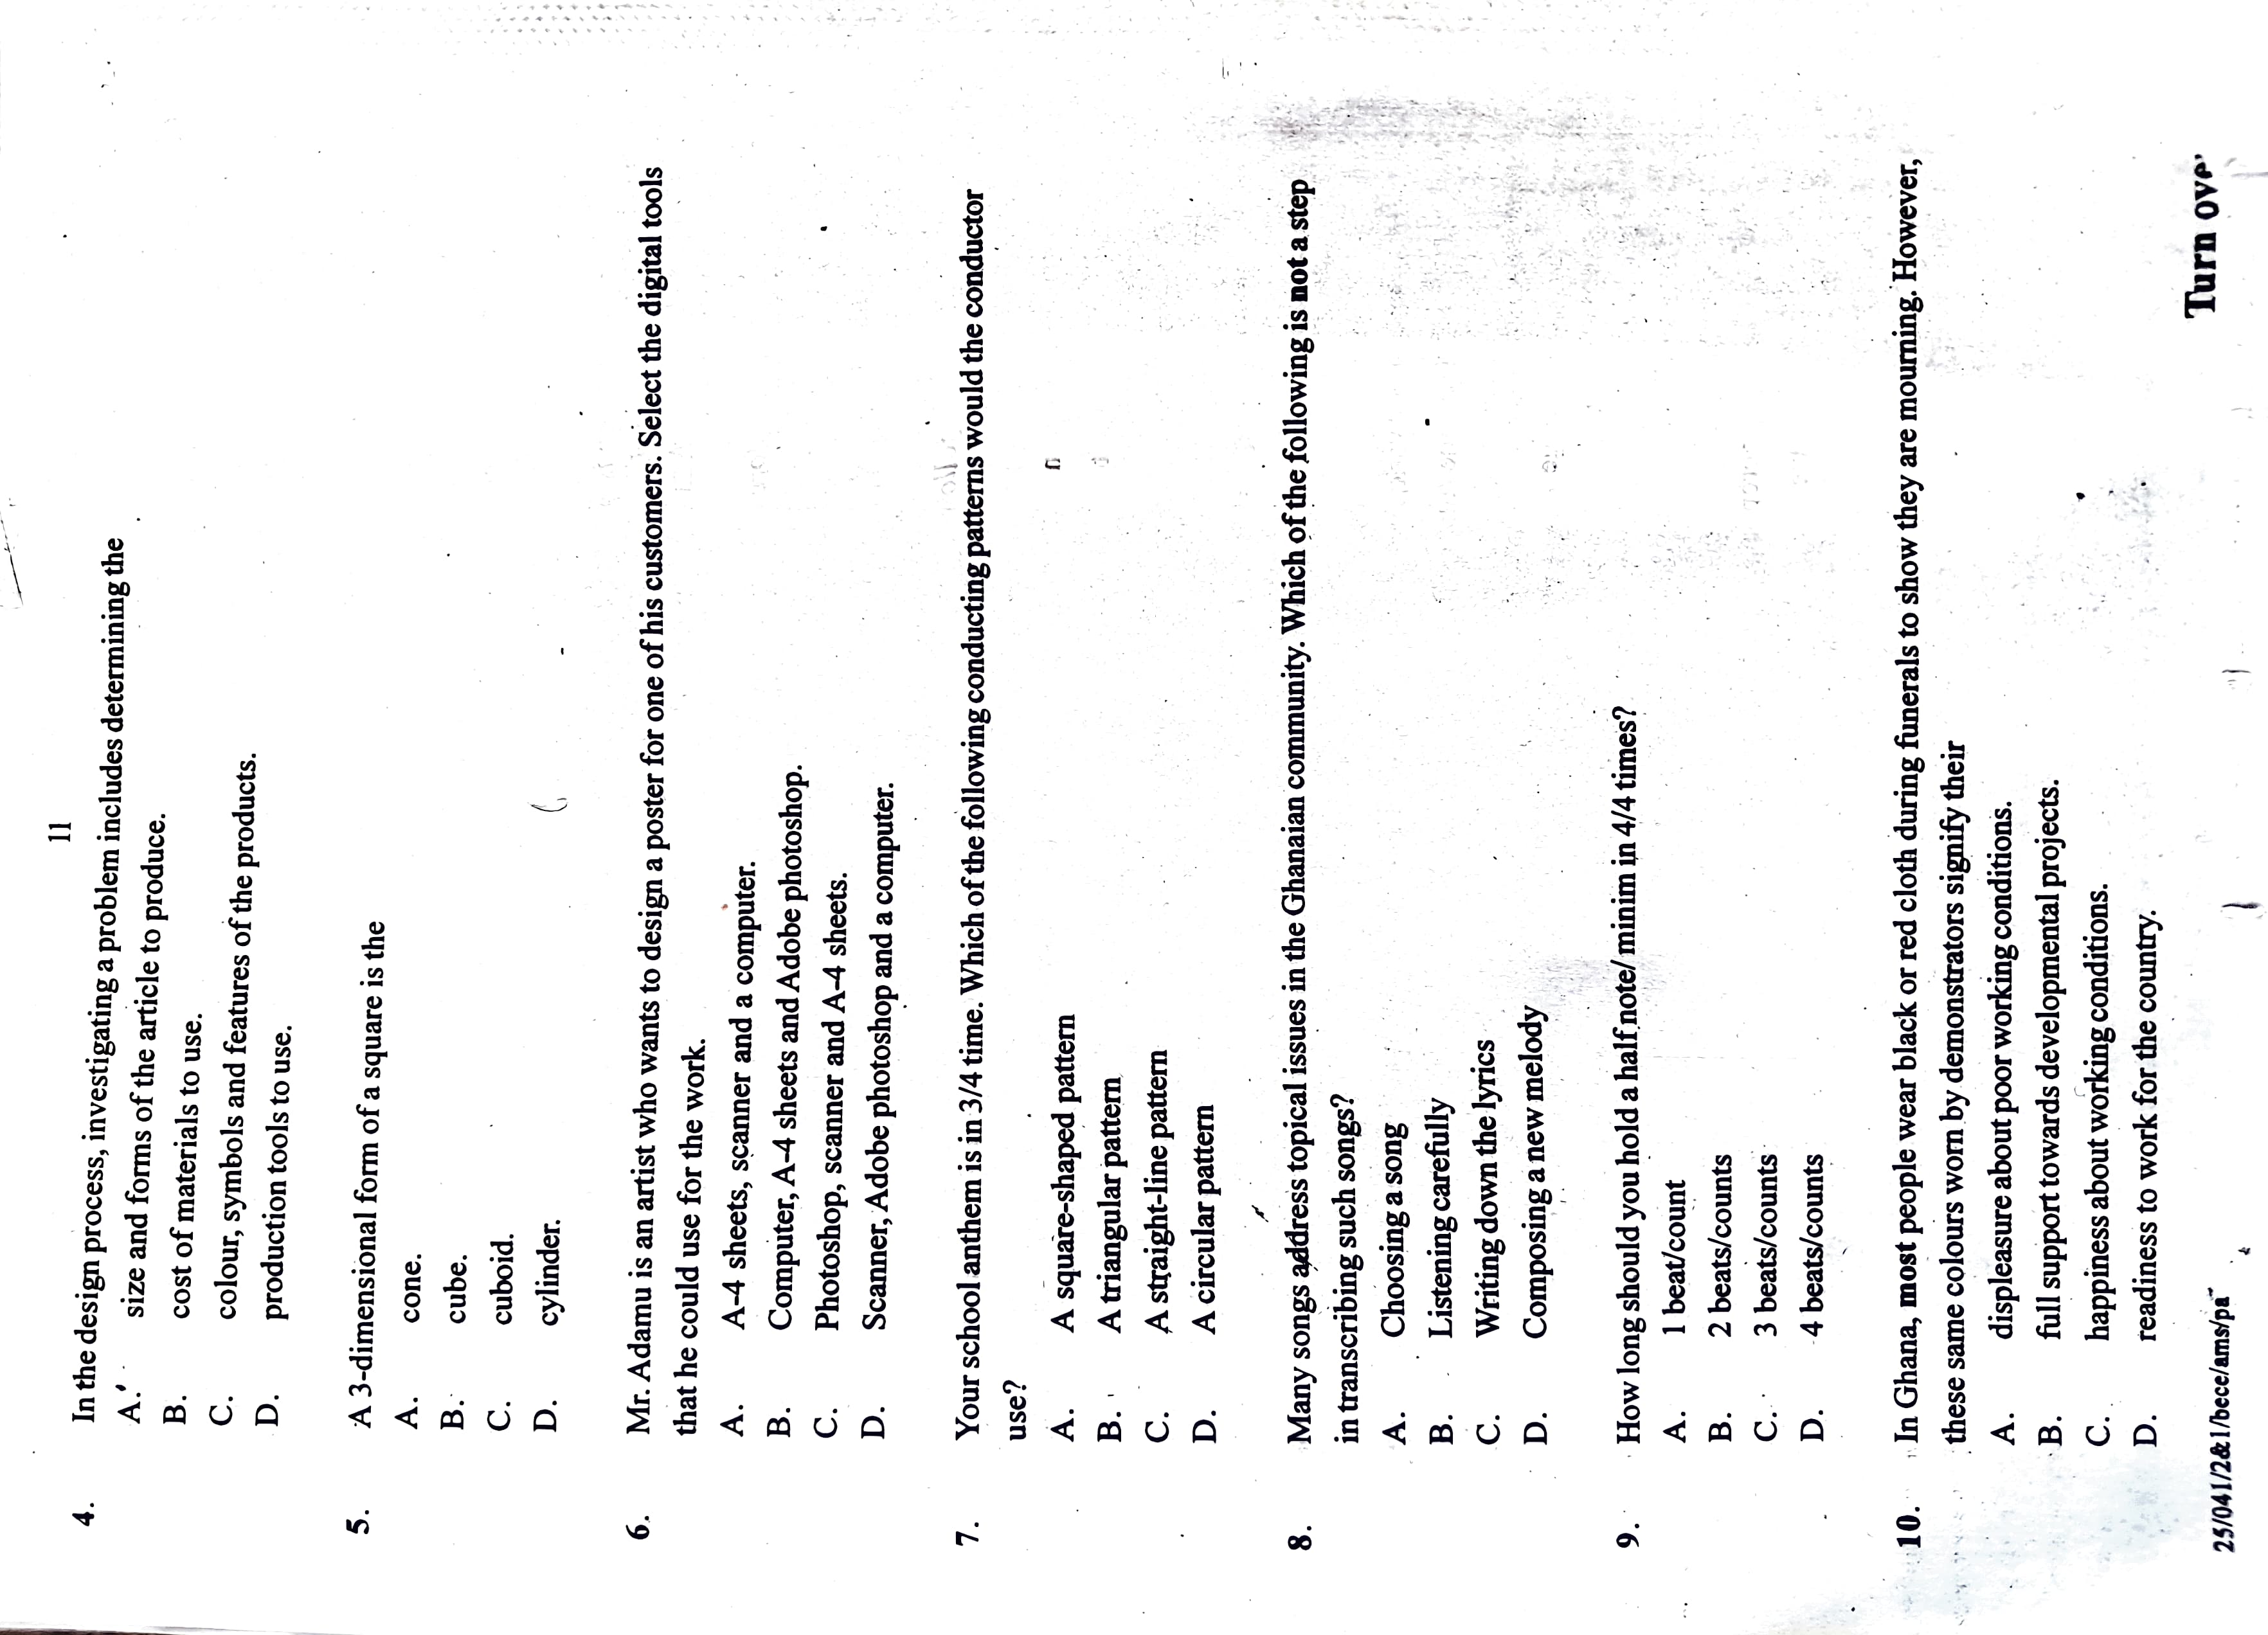 11
4. In the design process, investigating a problem includes determining the
A. size and forms of the article to produce.
B. cost of materials to use.
C. colour, symbols and features of the products.
D. production tools to use.
5. A 3-dimensional form of a square is the
A. cone.
B. cube.
C. cuboid.
D. cylinder.
6. Mr. Adamu is an artist who wants to design a poster for one of his customers. Select the digital tools
that he could use for the work.
A. A-4 sheets, scanner and a computer.
B. Computer, A-4 sheets and Adobe photoshop.
C. Photoshop, scanner and A-4 sheets.
D. Scanner, Adobe photoshop and a computer.
7. Your school anthem is in 3/4 time. Which of the following conducting patterns would the conductor
use?
A. A square-shaped pattern
B. A triangular pattern
C. A straight-line pattern
D. A circular pattern
8. Many songs address topical issues in the Ghanaian community. Which of the following is not a step
in transcribing such songs?
A. Choosing a song
B. Listening carefully
C. Writing down the lyrics
D. Composing a new melody
9. How long should you hold a half note/ minim in 4/4 times?
A. 1 beat/count
B. 2 beats/counts
C. 3 beats/counts
D. 4 beats/counts
10. In Ghana, most people wear black or red cloth during funerals to show they are mourning. However,
these same colours worn by demonstrators signify their
A. displeasure about poor working conditions.
B. full support towards developmental projects.
C. happiness about working conditions.
D. readiness to work for the country.
25/041/2&1/bece/ams/pa
Turn ove